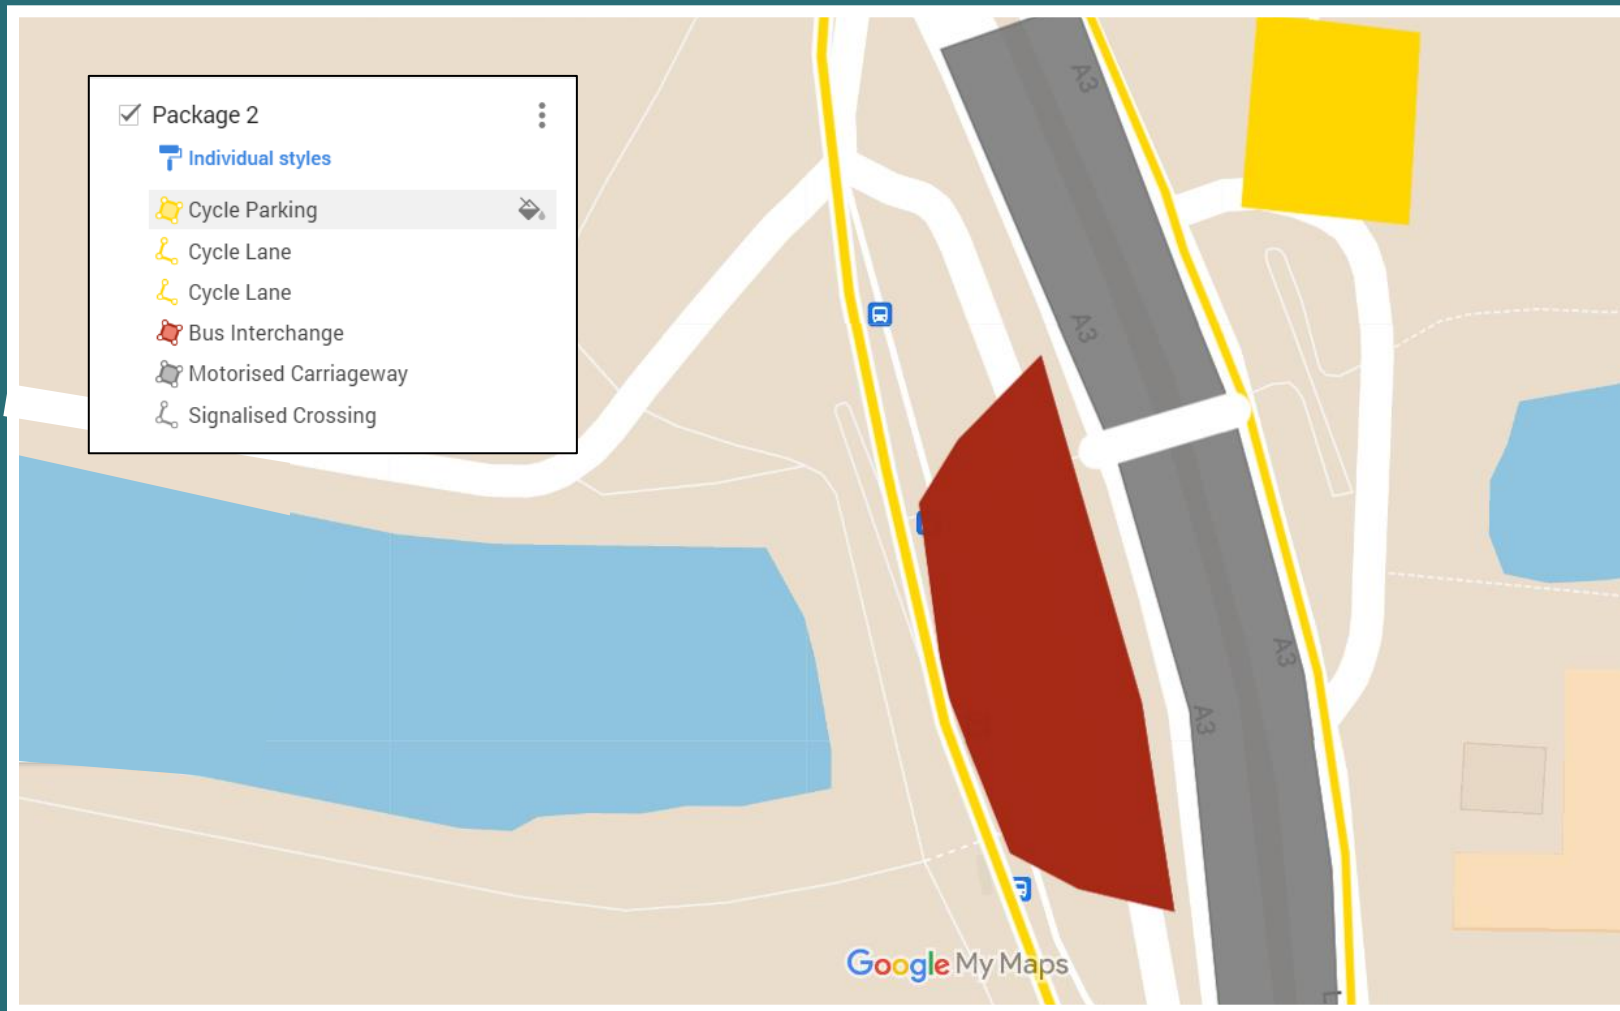 Package 2
Individual styles
Cycle Parking
Cycle Lane
Cycle Lane
Bus Interchange
Motorised Carriageway
Signalised Crossing
A3
A3
A3
A3
Google My Maps